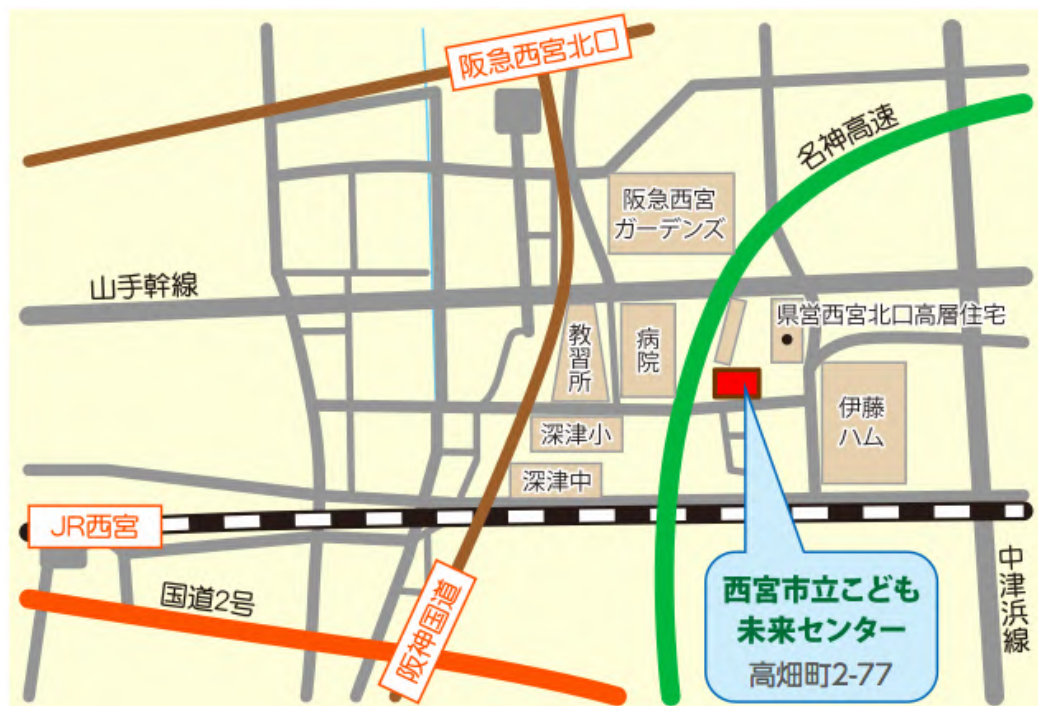 阪急西宮北口
名神高速
阪急西宮
ガーデンズ
山手幹線
教習所
病院
県営西宮北口高層住宅
伊藤
ハム
深津小
深津中
JR西宮
国道2号
阪神国道
西宮市立こども
未来センター
高畑町2-77
中津浜線